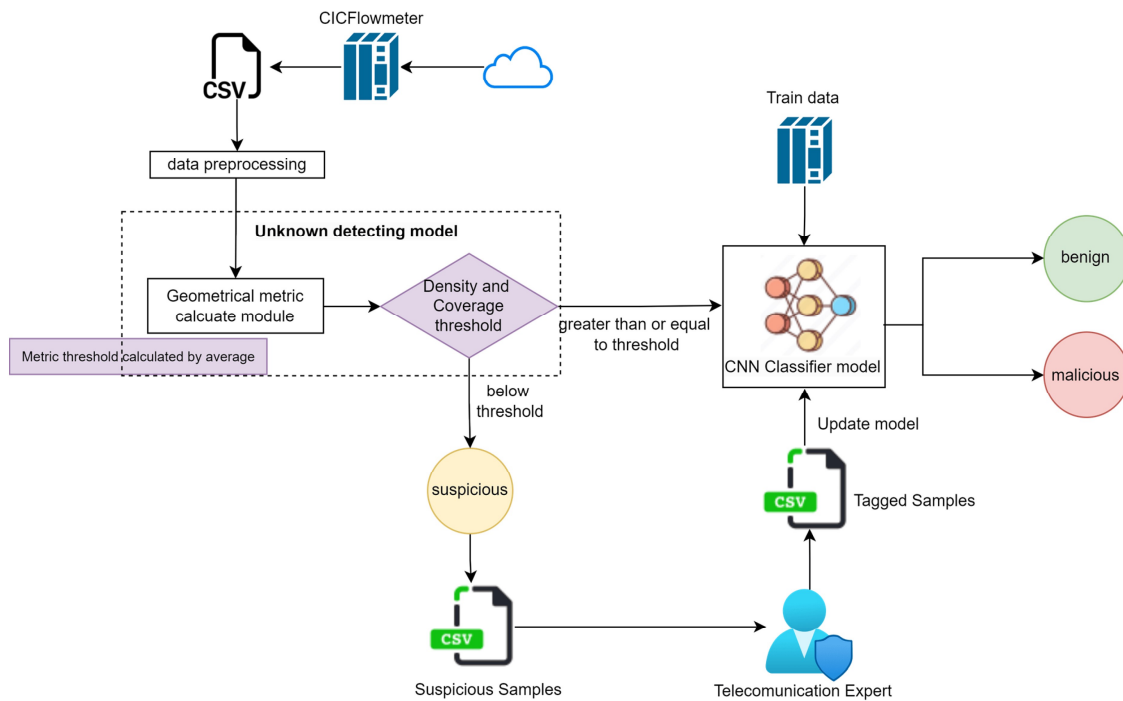 CICFlowmeter
CSV
Train data
data preprocessing
Unknown detecting model
Geometrical metric
calcuate module
Density and
Coverage
threshold
greater than or equal
to threshold
Metric threshold calculated by average
below
threshold
CNN Classifier model
benign
malicious
Update model
suspicious
CSV
Tagged Samples
CSV
Suspicious Samples
Telecomunication Expert